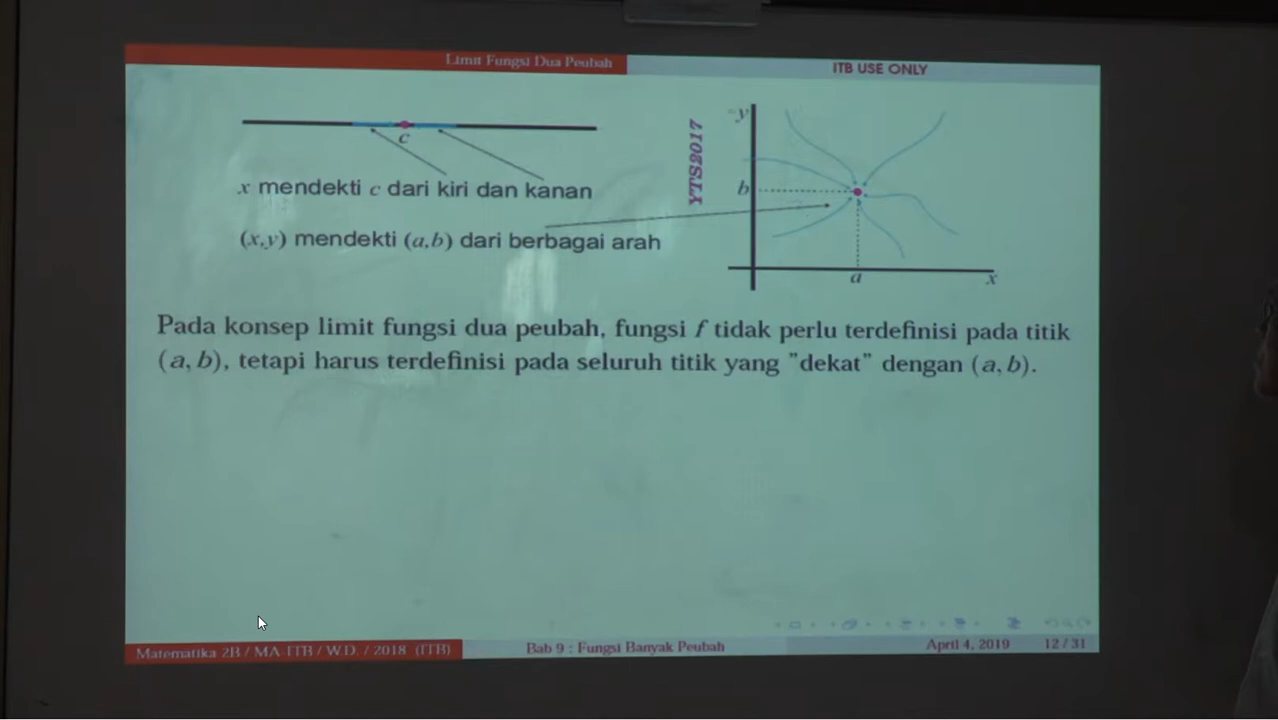 Limit Fungsi Dua Peubah
ITB USE ONLY
c
x mendekti c dari kiri dan kanan
(x,y) mendekti (a,b) dari berbagai arah
YTS2017
y
b
a
x
Pada konsep limit fungsi dua peubah, fungsi f tidak perlu terdefinisi pada titik
(a, b), tetapi harus terdefinisi pada seluruh titik yang "dekat" dengan (a, b).
Matematika 2B / MA-ITB / W.D. / 2018 (ITB)
Bab 9 : Fungsi Banyak Peubah
April 4, 2019
12 / 31